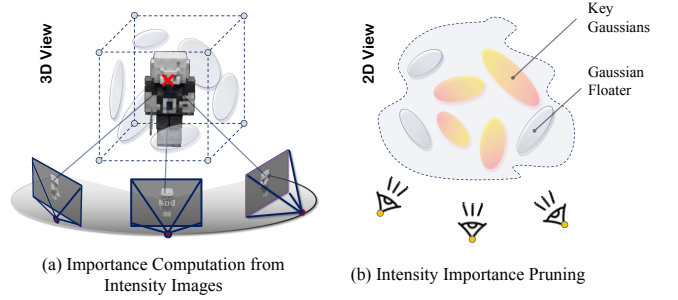 3D View
(a) Importance Computation from
Intensity Images
2D View
Key
Gaussians
Gaussian
Floater
(b) Intensity Importance Pruning